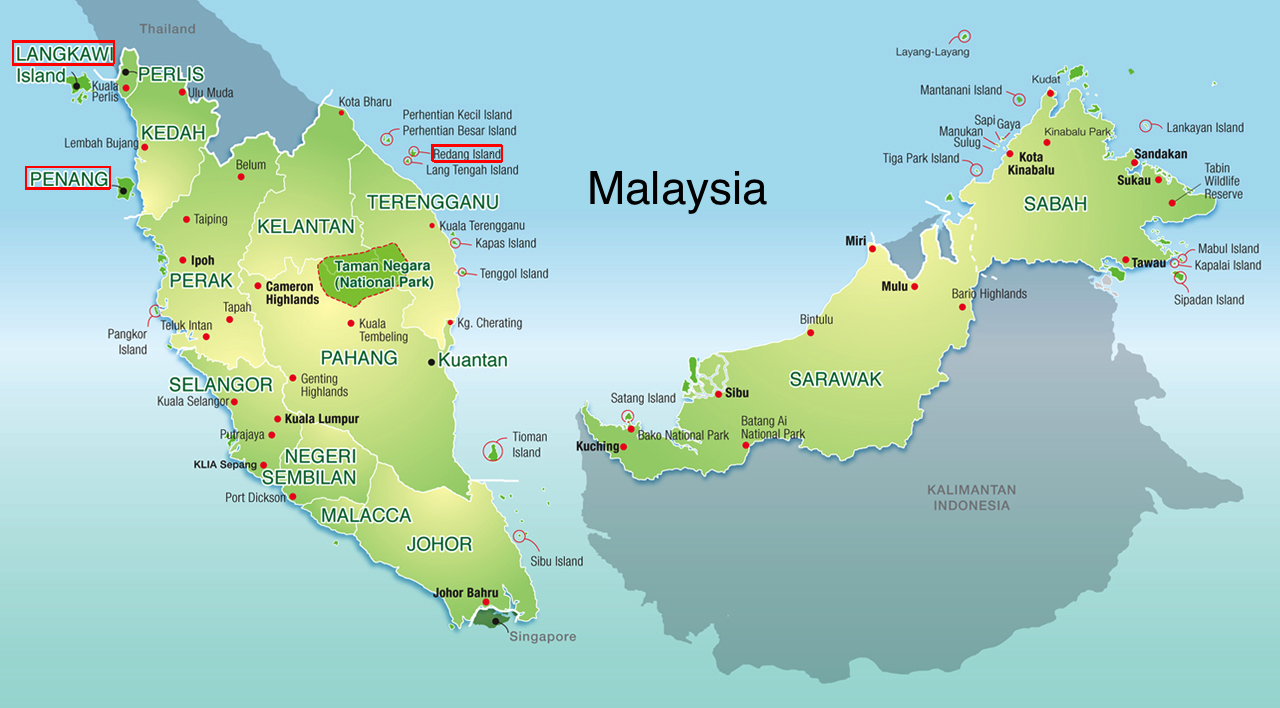 Thailand
LANGKAWI
Island
PERLIS
Kuala
Perlis
Ulu Muda
KEDAH
Lembah Bujang
PENANG
Belum
Kota Bharu
Perhentian Kecil Island
Perhentian Besar Island
Redang Island
Lang Tengah Island
TERENGGANU
Kuala Terengganu
Kapas Island
Tenggol Island
KELANTAN
Taiping
Taman Negara
(National Park)
Ipoh
PERAK
Cameron
Highlands
Tapah
Teluk Intan
Pangkor
Island
Kuala
Tembeling
Kg. Cherating
PAHANG
Kuantan
SELANGOR
Genting
Highlands
Kuala Selangor
Kuala Lumpur
Putrajaya
NEGERI
SEMBILAN
KLIA Sepang
Port Dickson
MALACCA
Tioman
Island
JOHOR
Sibu Island
Johor Bahru
Singapore
Malaysia
Layang-Layang
Kudat
Mantanani Island
Sapi
Gaya
Manukan
Sulug
Kinabalu Park
Lankayan Island
Tiga Park Island
Kota
Kinabalu
Sandakan
Sukau
Tabin
Wildlife
Reserve
SABAH
Miri
Mulu
Tawau
Mabul Island
Kapalai Island
Sipadan Island
Bario Highlands
Bintulu
SARAWAK
Sibu
Satang Island
Bako National Park
Kuching
Batang Ai
National Park
KALIMANTAN
INDONESIA